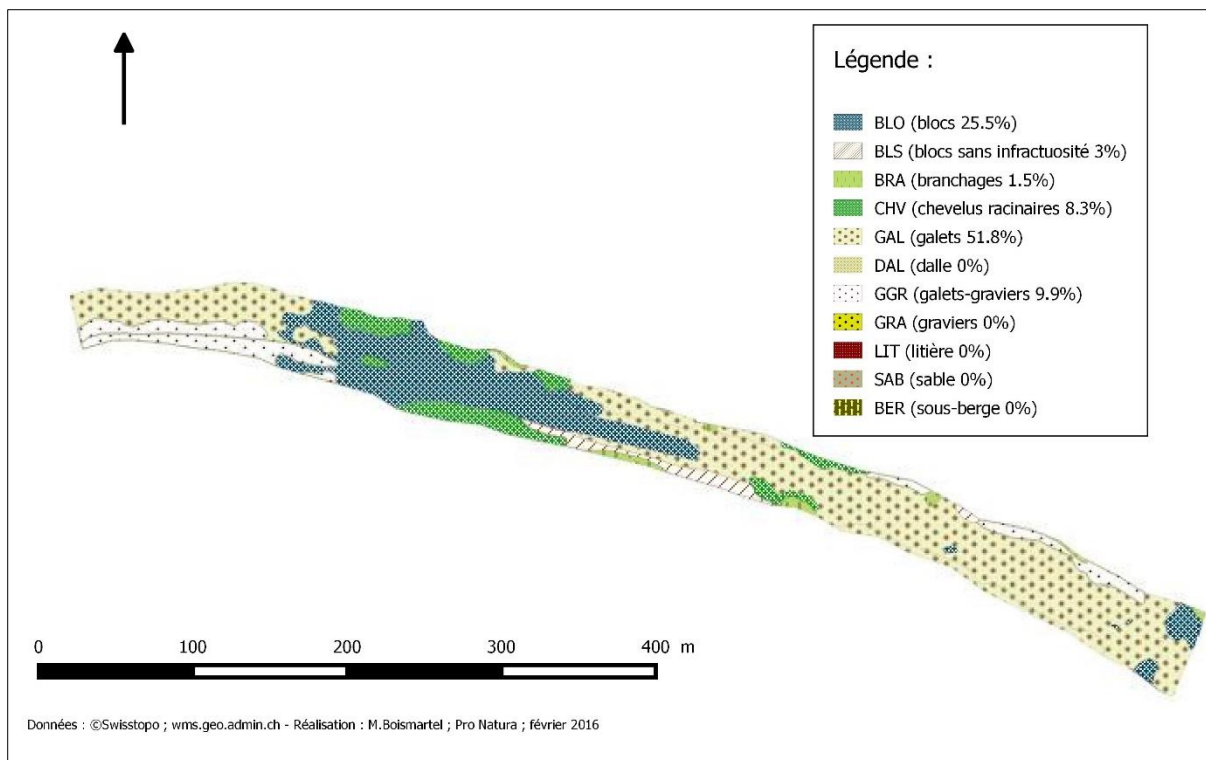 Légende :
BLO (blocs 25.5%)
BLS (blocs sans infractuosité 3%)
BRA (branchages 1.5%)
CHV (chevelus racinaires 8.3%)
GAL (galets 51.8%)
DAL (dalle 0%)
GGR (galets-graviers 9.9%)
GRA (graviers 0%)
LIT (litière 0%)
SAB (sable 0%)
BER (sous-berge 0%)
0 100 200 300 400 m
Données : ©Swisstopo ; wms.geo.admin.ch - Réalisation : M.Boismartel ; Pro Natura ; février 2016